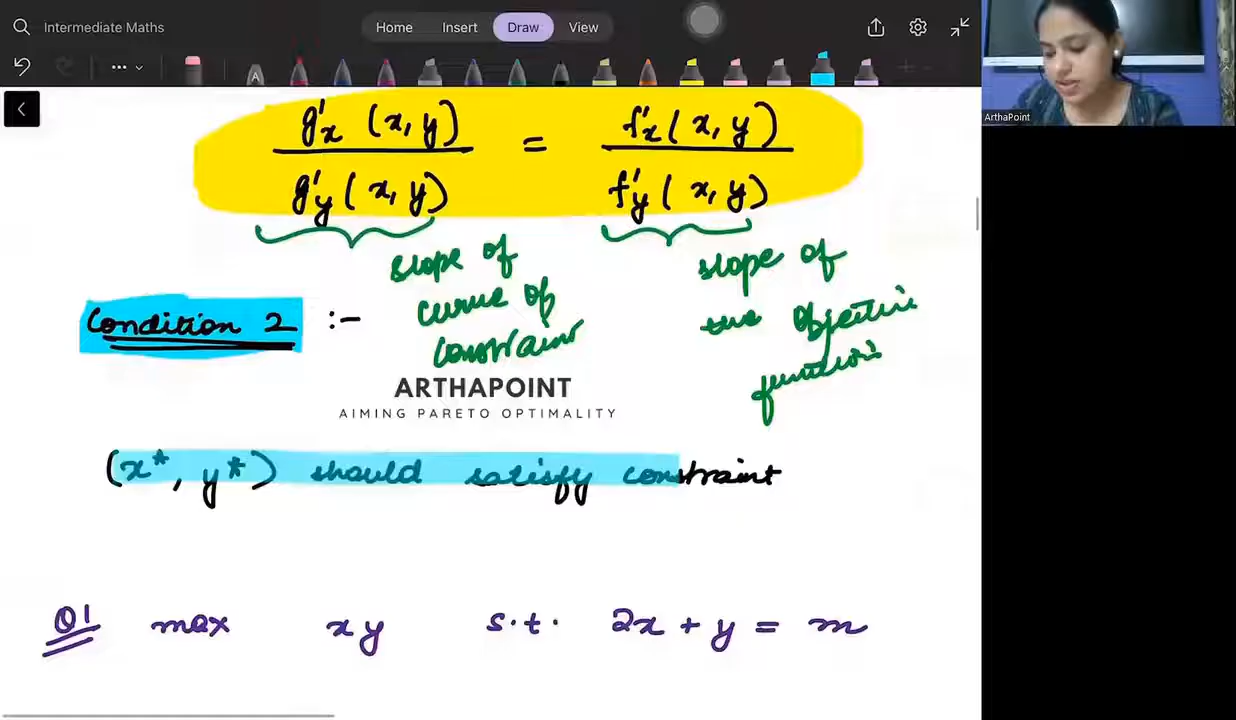 Intermediate Maths
Home Insert Draw View
A
ArthaPoint
g'x (x, y) / g'y (x, y) = f'x (x, y) / f'y (x, y)
slope of curve of constraint
slope of the objective function
Condition 2 :-
ARTHAPOINT
AIMING PARETO OPTIMALITY
(x*, y*) should satisfy constraint
Q1 max xy s.t. 2x + y = m